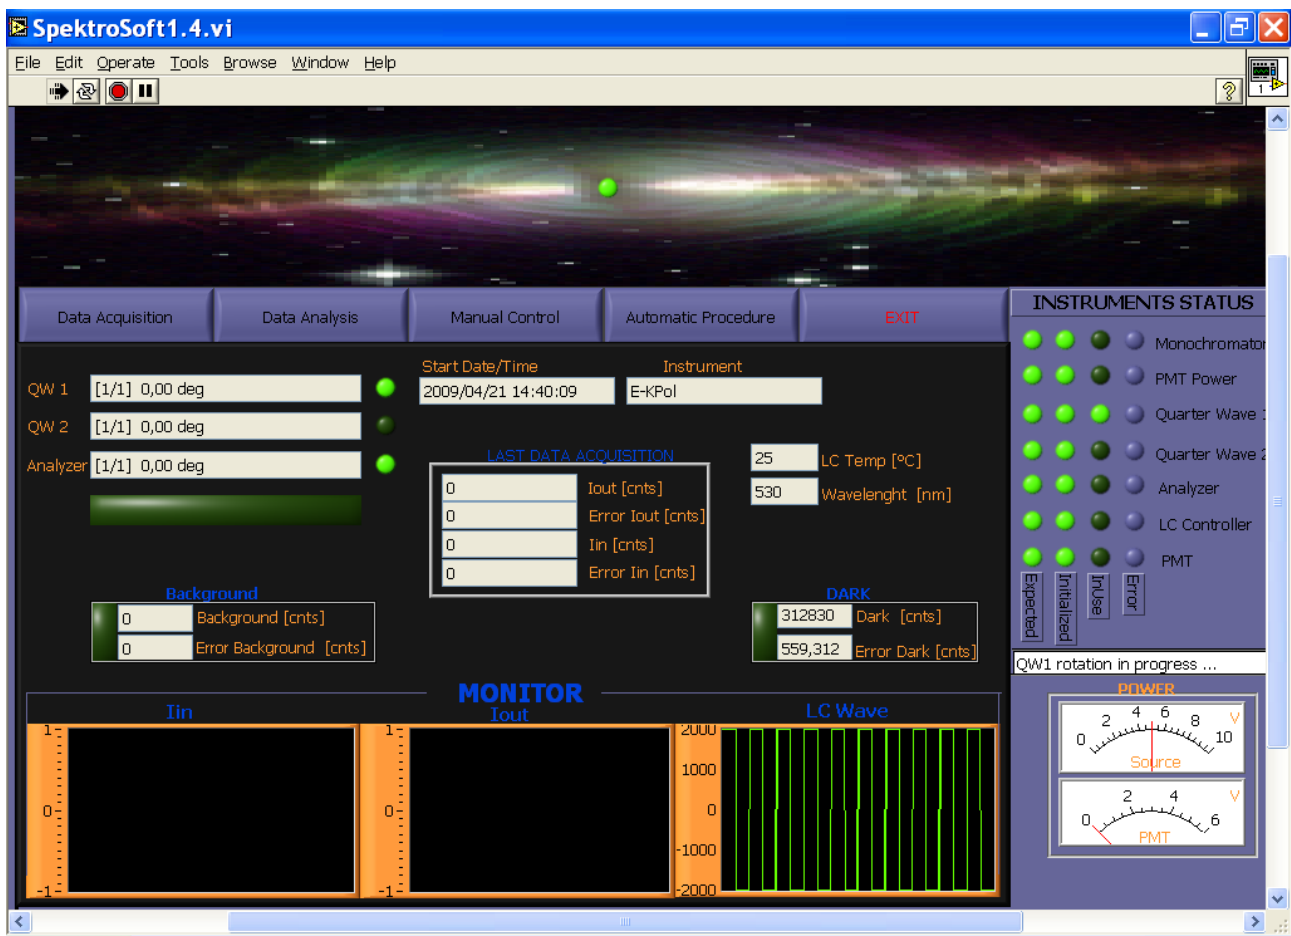 SpektroSoft1.4.vi
File Edit Operate Tools Browse Window Help
?
1
Data Acquisition Data Analysis Manual Control Automatic Procedure EXIT
INSTRUMENTS STATUS
Monochromator
PMT Power
Quarter Wave 1
Quarter Wave 2
Analyzer
LC Controller
PMT
Expected Initialized InUse Error
QW1 rotation in progress ...
Start Date/Time Instrument
2009/04/21 14:40:09 E-KPol
QW 1 [1/1] 0,00 deg
QW 2 [1/1] 0,00 deg
Analyzer [1/1] 0,00 deg
LAST DATA ACQUISITION
0 Iout [cnts]
0 Error Iout [cnts]
0 Iin [cnts]
0 Error Iin [cnts]
25 LC Temp [ºC]
530 Wavelenght [nm]
Background
0 Background [cnts]
0 Error Background [cnts]
DARK
312830 Dark [cnts]
559,312 Error Dark [cnts]
MONITOR
Iin Iout LC Wave
1
0
-1
1
0
-1
2000
1000
0
-1000
-2000
POWER
0 2 4 6 8 10 V
Source
0 2 4 6 V
PMT